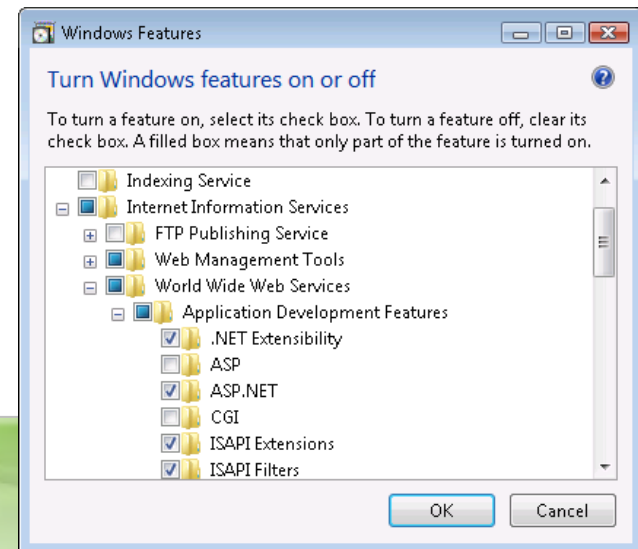 Windows Features
Turn Windows features on or off
To turn a feature on, select its check box. To turn a feature off, clear its
check box. A filled box means that only part of the feature is turned on.
Indexing Service
Internet Information Services
FTP Publishing Service
Web Management Tools
World Wide Web Services
Application Development Features
.NET Extensibility
ASP
ASP.NET
CGI
ISAPI Extensions
ISAPI Filters
OK Cancel